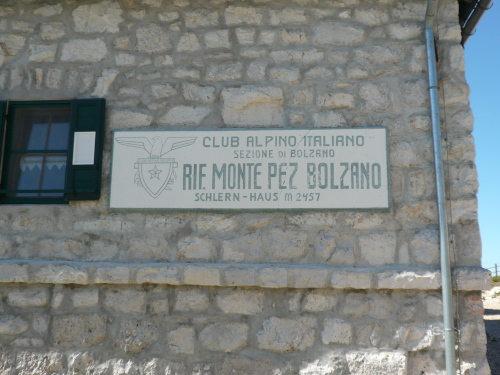 CLUB ALPINO ITALIANO
SEZIONE DI BOLZANO
RIF. MONTE PEZ BOLZANO
SCHLERN-HAUS M 2457